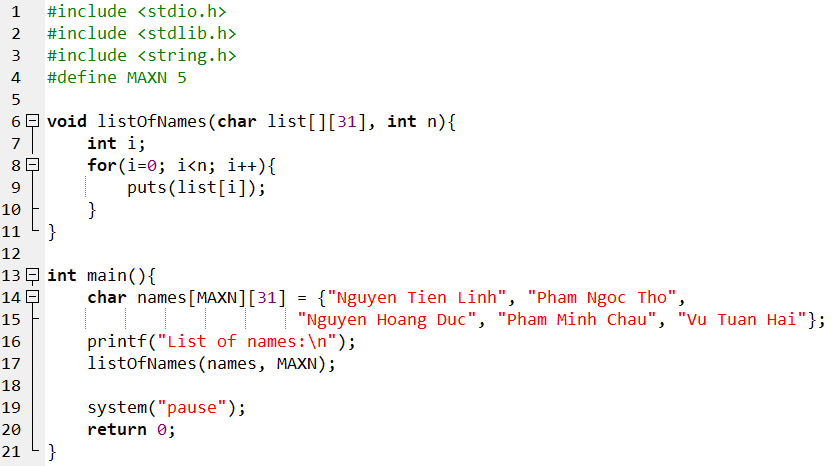 1 #include <stdio.h>
2 #include <stdlib.h>
3 #include <string.h>
4 #define MAXN 5
5
6 void listOfNames(char list[][31], int n){
7     int i;
8     for(i=0; i<n; i++){
9         puts(list[i]);
10     }
11 }
12
13 int main(){
14     char names[MAXN][31] = {"Nguyen Tien Linh", "Pham Ngoc Tho",
15                          "Nguyen Hoang Duc", "Pham Minh Chau", "Vu Tuan Hai"};
16     printf("List of names:\n");
17     listOfNames(names, MAXN);
18
19     system("pause");
20     return 0;
21 }